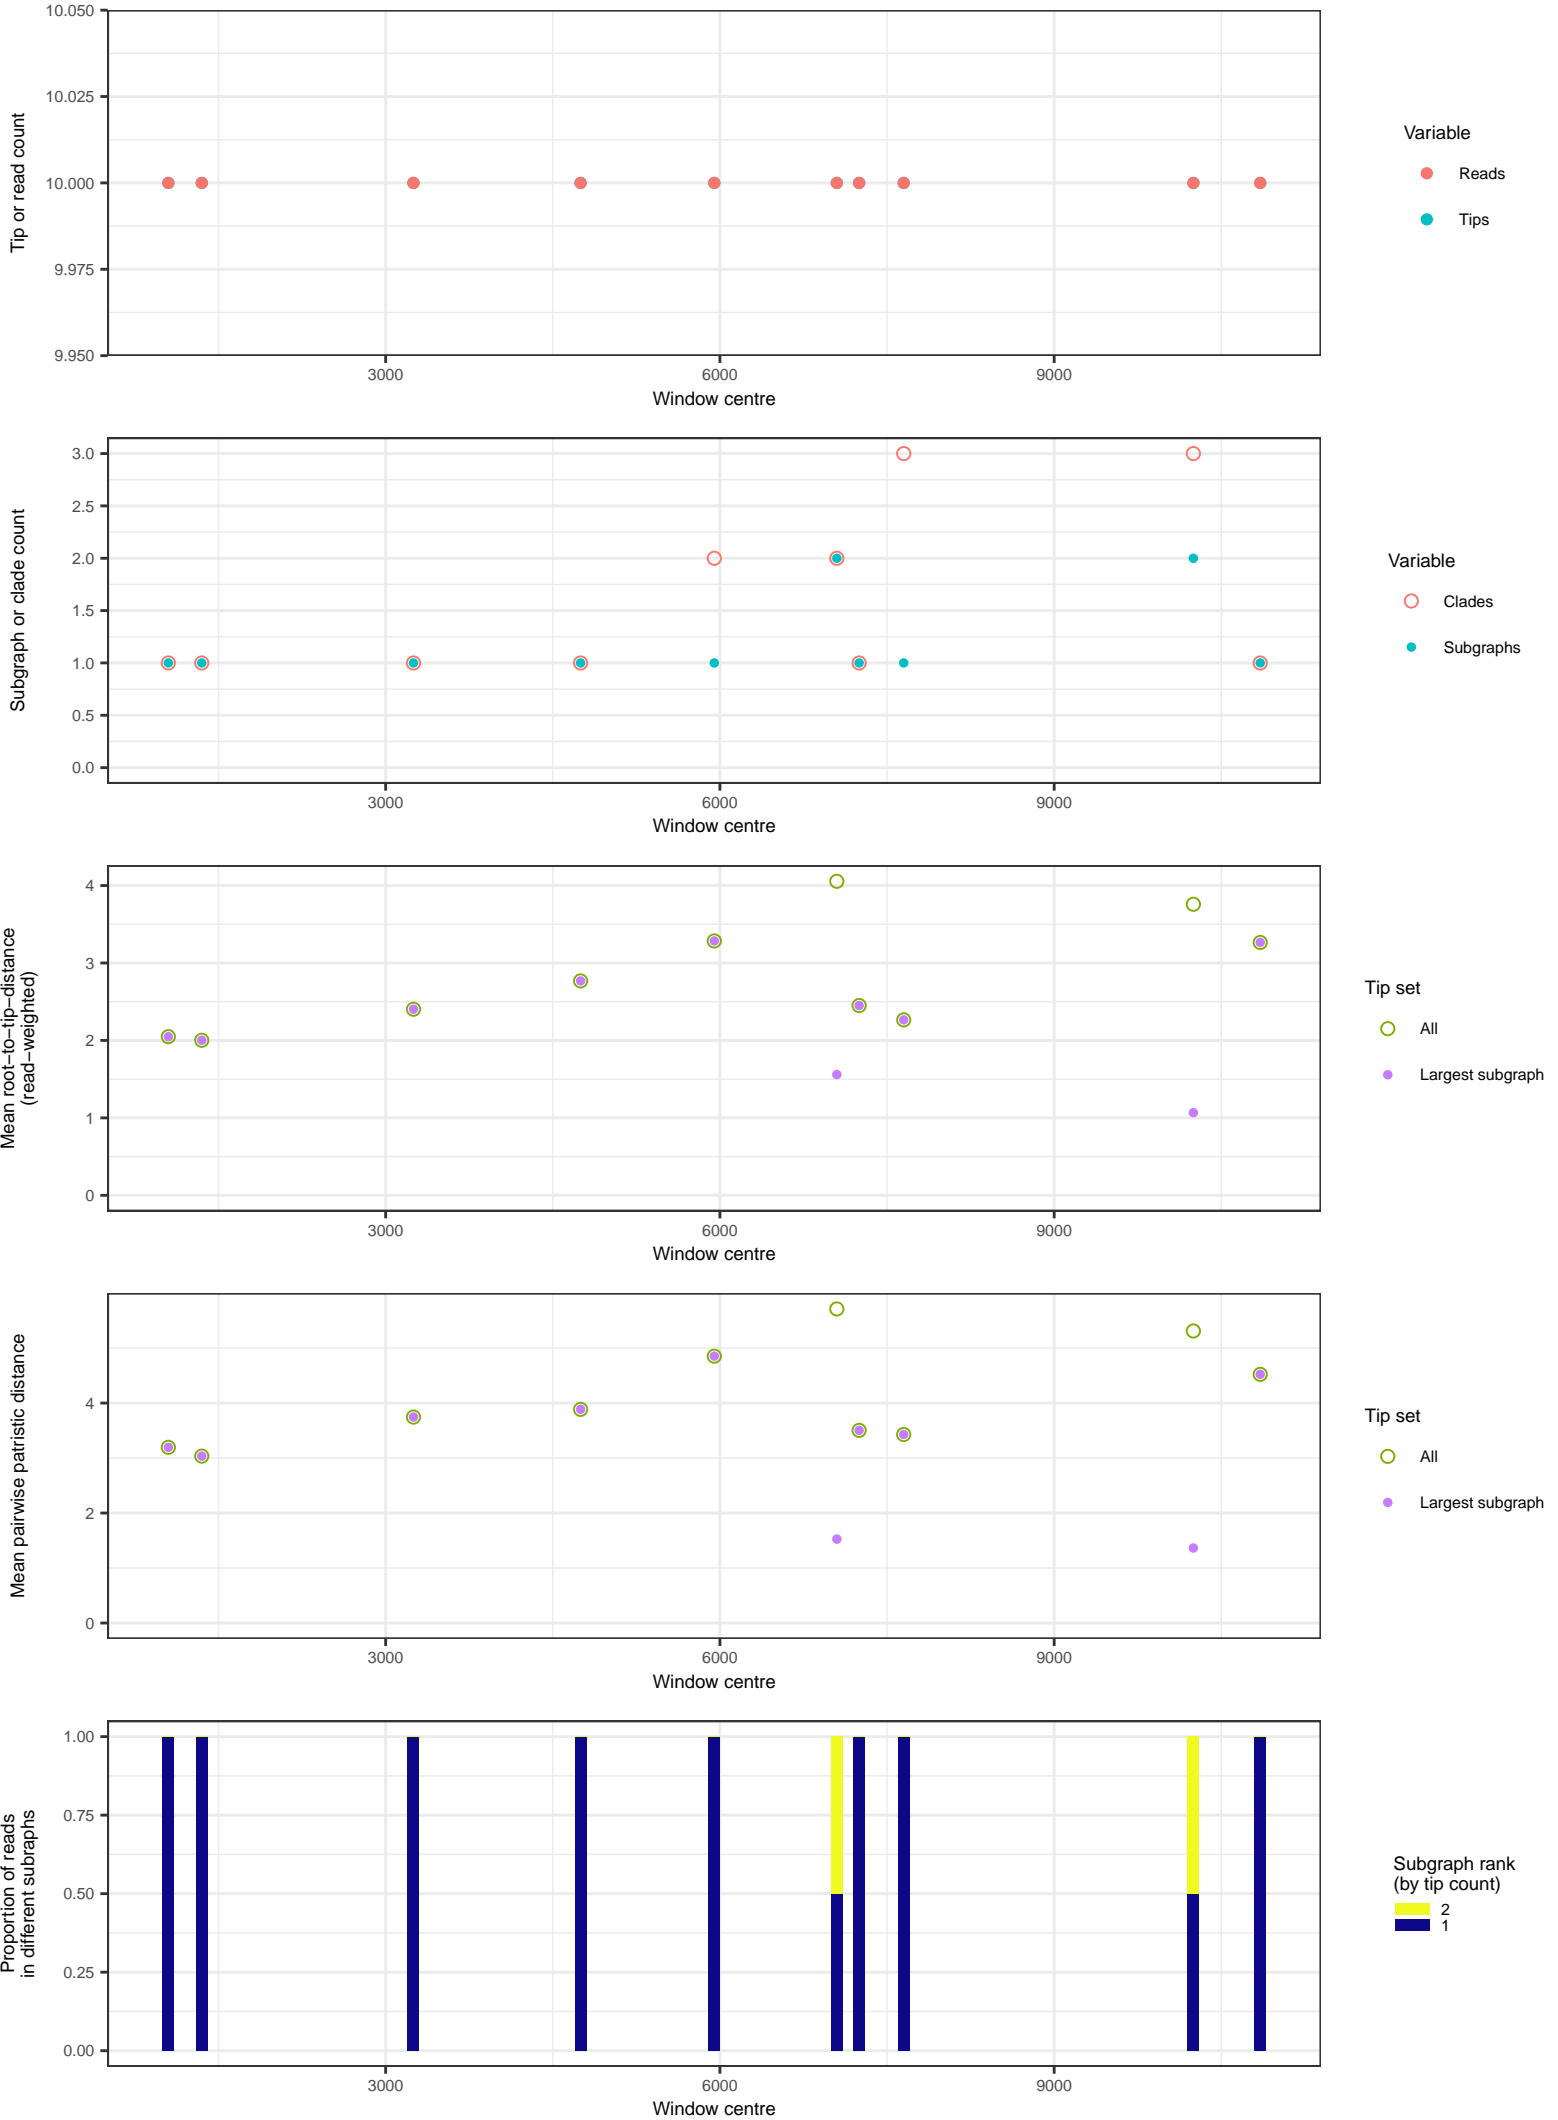 10.050
10.025
10.000
9.975
9.950
Tip or read count
3000
6000
9000
Window centre
Variable
Reads
Tips
3.0
2.5
2.0
1.5
1.0
0.5
0.0
Subgraph or clade count
3000
6000
9000
Window centre
Variable
Clades
Subgraphs
4
3
2
1
0
Mean root−to−tip−distance
(read−weighted)
3000
6000
9000
Window centre
Tip set
All
Largest subgraph
4
2
0
Mean pairwise patristic distance
3000
6000
9000
Window centre
Tip set
All
Largest subgraph
1.00
0.75
0.50
0.25
0.00
Proportion of reads
in different subraphs
3000
6000
9000
Window centre
Subgraph rank
(by tip count)
2
1